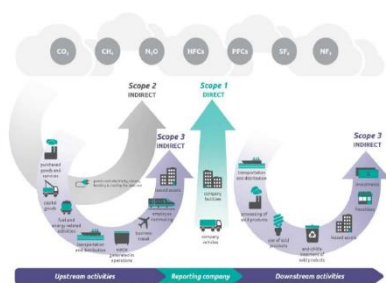 CO₂
CH₄
N₂O
HFCs
PFCs
SF₆
NF₃
Scope 2
INDIRECT
Scope 1
DIRECT
Scope 3
INDIRECT
Scope 3
INDIRECT
purchased
goods and
services
capital
goods
fuel and
energy related
activities
transportation
and distribution
waste
generated in
operations
business
travel
employee
commuting
leased assets
company
facilities
company
vehicles
transportation
and distribution
processing of
sold products
use of sold
products
end-of-life
treatment of
sold products
leased assets
franchises
investments
Upstream activities
Reporting company
Downstream activities